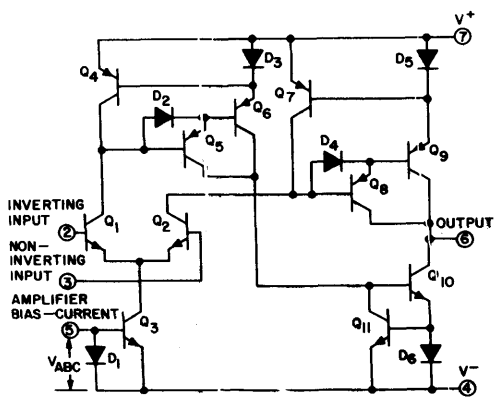 V+
7
Q4
D3
D5
Q7
D2
Q6
Q5
D4
Q9
Q8
INVERTING
INPUT
2
Q1
Q2
OUTPUT
6
NON-
INVERTING
INPUT
3
Q10
AMPLIFIER
BIAS-CURRENT
5
Q3
Q11
VABC
D1
D6
V-
4